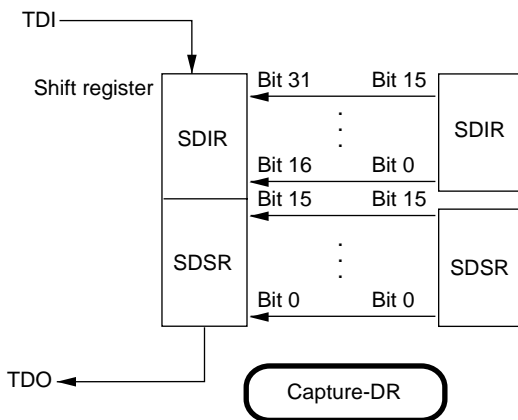 TDI
Shift register
Bit 31 Bit 15
SDIR
SDIR
Bit 16 Bit 0
Bit 15 Bit 15
SDSR
SDSR
Bit 0 Bit 0
TDO
Capture-DR